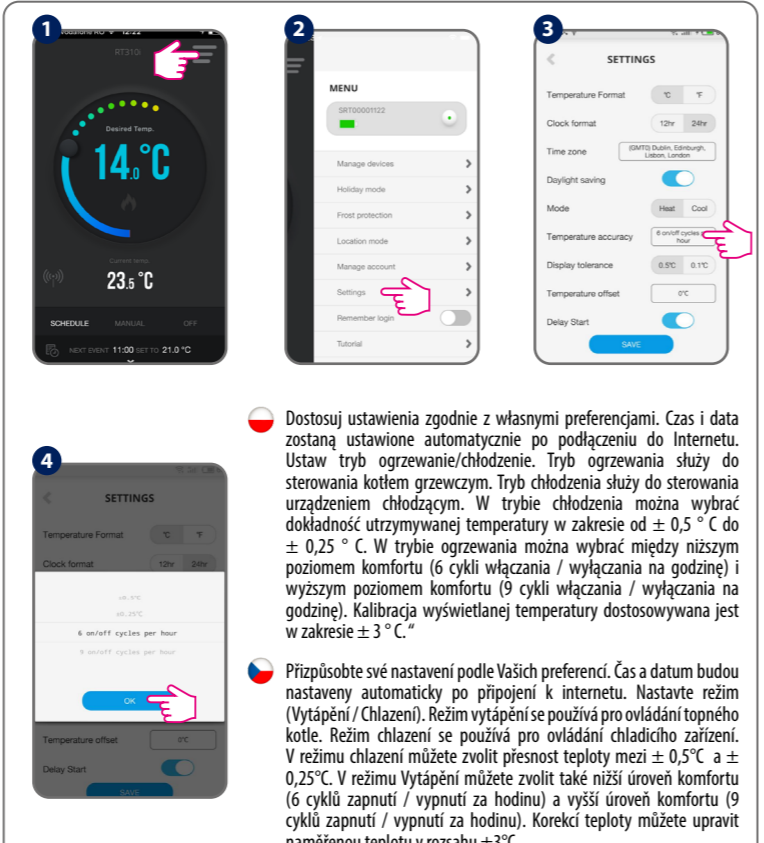 1
vodafone RO 12:22
RT310i
Desired Temp.
14.0 °C
Current temp.
23.5 °C
SCHEDULE MANUAL OFF
NEXT EVENT 11:00 SET TO 21.0 °C
2
MENU
SRT00001122
Manage devices
Holiday mode
Frost protection
Location mode
Manage account
Settings
Remember login
Tutorial
3
SETTINGS
Temperature Format °C °F
Clock format 12hr 24hr
Time zone (GMT0) Dublin, Edinburgh,
Lisbon, London
Daylight saving
Mode Heat Cool
Temperature accuracy 6 on/off cycles
hour
Display tolerance 0.5°C 0.1°C
Temperature offset 0°C
Delay Start
SAVE
4
SETTINGS
Temperature Format °C °F
Clock format 12hr 24hr
±0.5°C
±0.25°C
6 on/off cycles per hour
9 on/off cycles per hour
OK
Temperature offset 0°C
Delay Start
SAVE
Dostosuj ustawienia zgodnie z własnymi preferencjami. Czas i data
zostaną ustawione automatycznie po podłączeniu do Internetu.
Ustaw tryb ogrzewanie/chłodzenie. Tryb ogrzewania służy do
sterowania kotłem grzewczym. Tryb chłodzenia służy do sterowania
urządzeniem chłodzącym. W trybie chłodzenia można wybrać
dokładność utrzymywanej temperatury w zakresie od ± 0,5 ° C do
± 0,25 ° C. W trybie ogrzewania można wybrać między niższym
poziomem komfortu (6 cykli włączania / wyłączania na godzinę) i
wyższym poziomem komfortu (9 cykli włączania / wyłączania na
godzinę). Kalibracja wyświetlanej temperatury dostosowywana jest
w zakresie ± 3 ° C.“
Přizpůsobte své nastavení podle Vašich preferencí. Čas a datum budou
nastaveny automaticky po připojení k internetu. Nastavte režim
(Vytápění / Chlazení). Režim vytápění se používá pro ovládání topného
kotle. Režim chlazení se používá pro ovládání chladicího zařízení.
V režimu chlazení můžete zvolit přesnost teploty mezi ± 0,5°C a ±
0,25°C. V režimu Vytápění můžete zvolit také nižší úroveň komfortu
(6 cyklů zapnutí / vypnutí za hodinu) a vyšší úroveň komfortu (9
cyklů zapnutí / vypnutí za hodinu). Korekcí teploty můžete upravit
naměřenou teplotu v rozsahu ±3°C